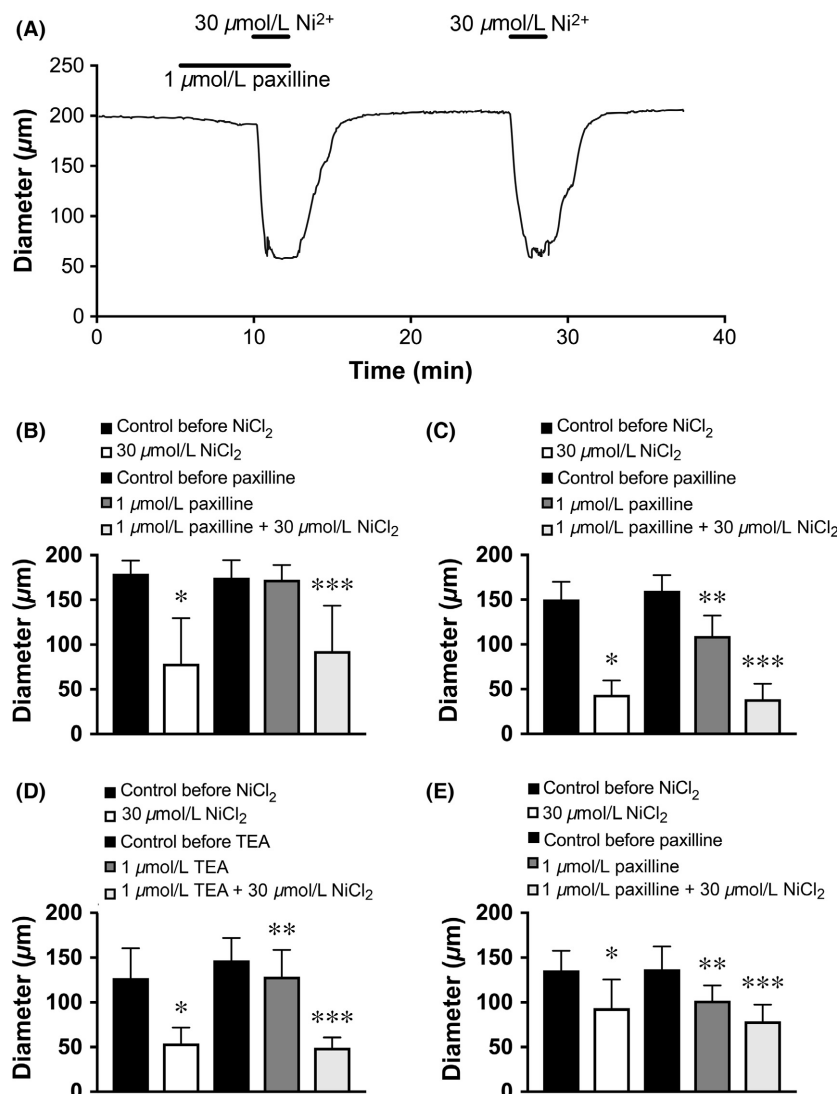 (A)
30 µmol/L Ni2+ 30 µmol/L Ni2+
1 µmol/L paxilline
Diameter (µm)
250
200
150
100
50
0
0 10 20 30 40
Time (min)
(B)
Control before NiCl2
30 µmol/L NiCl2
Control before paxilline
1 µmol/L paxilline
1 µmol/L paxilline + 30 µmol/L NiCl2
Diameter (µm)
200
150
100
50
0
* ***
(C)
Control before NiCl2
30 µmol/L NiCl2
Control before paxilline
1 µmol/L paxilline
1 µmol/L paxilline + 30 µmol/L NiCl2
Diameter (µm)
200
150
100
50
0
* ** ***
(D)
Control before NiCl2
30 µmol/L NiCl2
Control before TEA
1 µmol/L TEA
1 µmol/L TEA + 30 µmol/L NiCl2
Diameter (µm)
200
150
100
50
0
* ** ***
(E)
Control before NiCl2
30 µmol/L NiCl2
Control before paxilline
1 µmol/L paxilline
1 µmol/L paxilline + 30 µmol/L NiCl2
Diameter (µm)
200
150
100
50
0
* ** ***